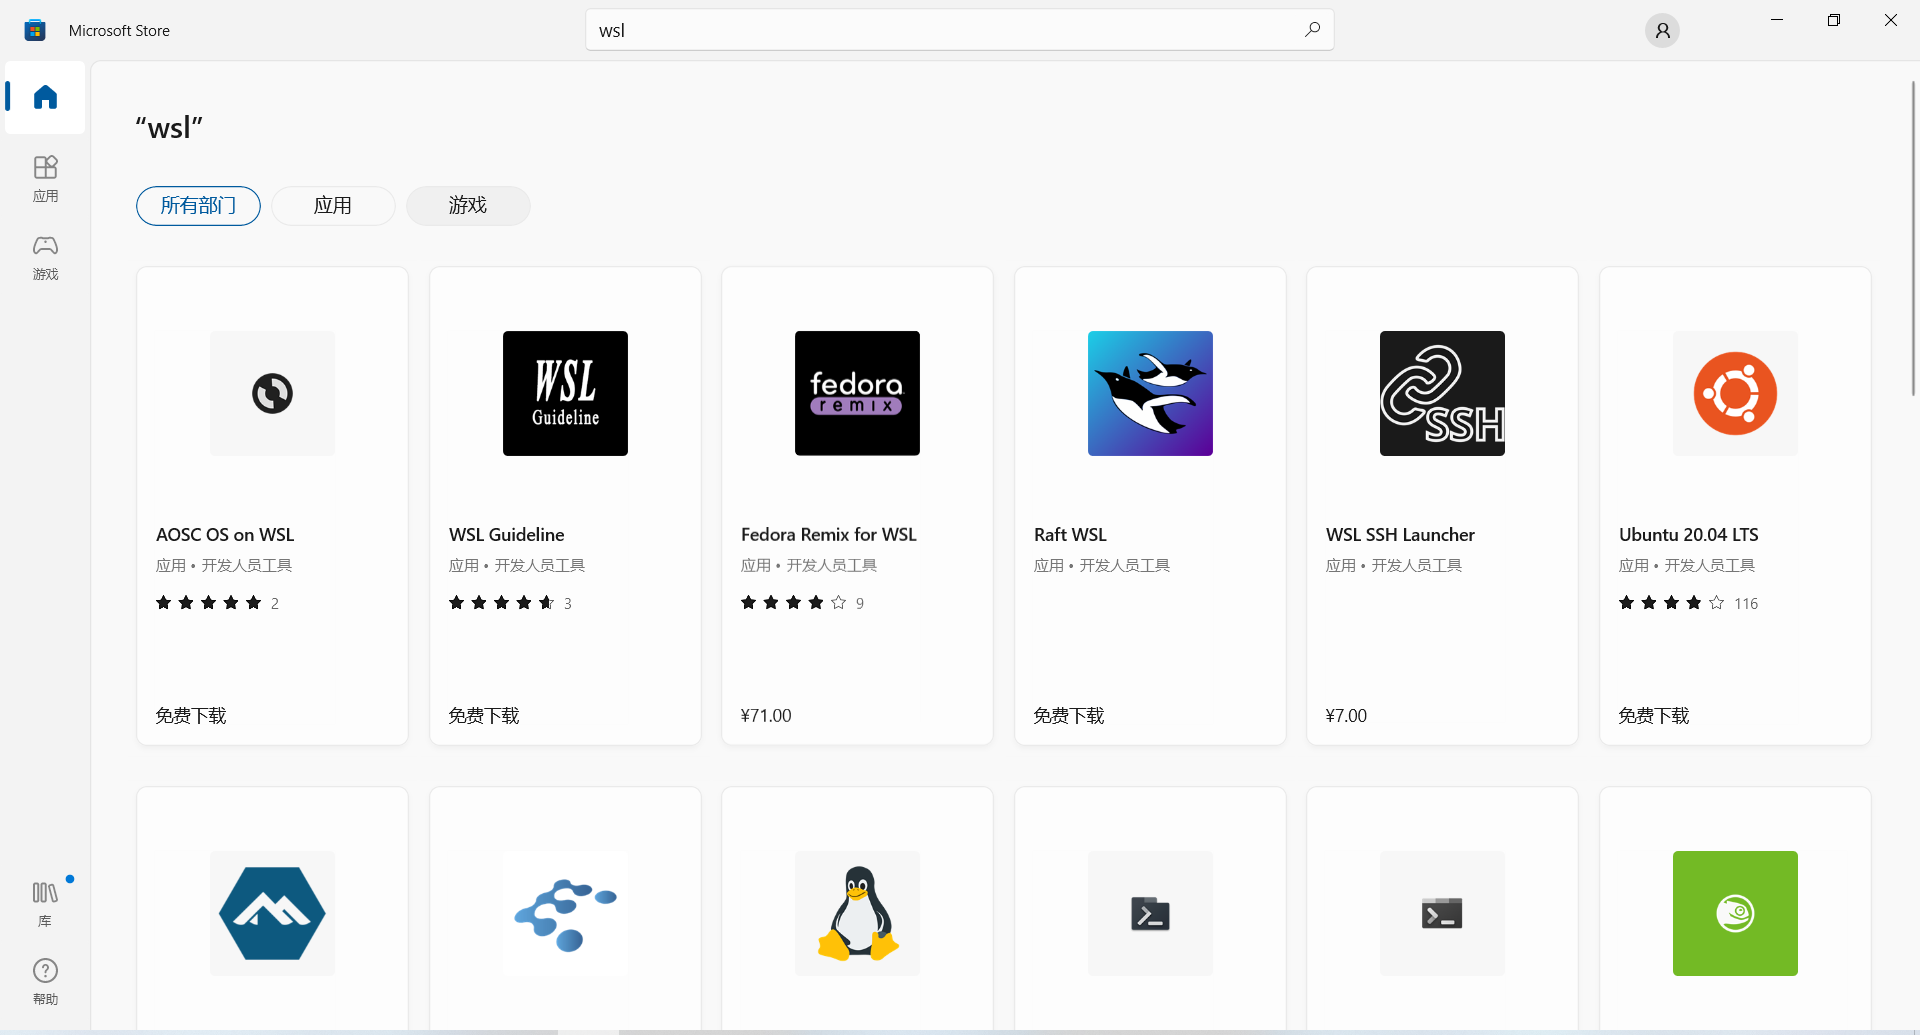 Microsoft Store
wsl
“wsl”
所有部门
应用
游戏
应用
游戏
WSL
Guideline
fedora
remix
SSH
AOSC OS on WSL
应用 • 开发人员工具
2
免费下载
WSL Guideline
应用 • 开发人员工具
3
免费下载
Fedora Remix for WSL
应用 • 开发人员工具
9
¥71.00
Raft WSL
应用 • 开发人员工具
免费下载
WSL SSH Launcher
应用 • 开发人员工具
¥7.00
Ubuntu 20.04 LTS
应用 • 开发人员工具
116
免费下载
库
帮助